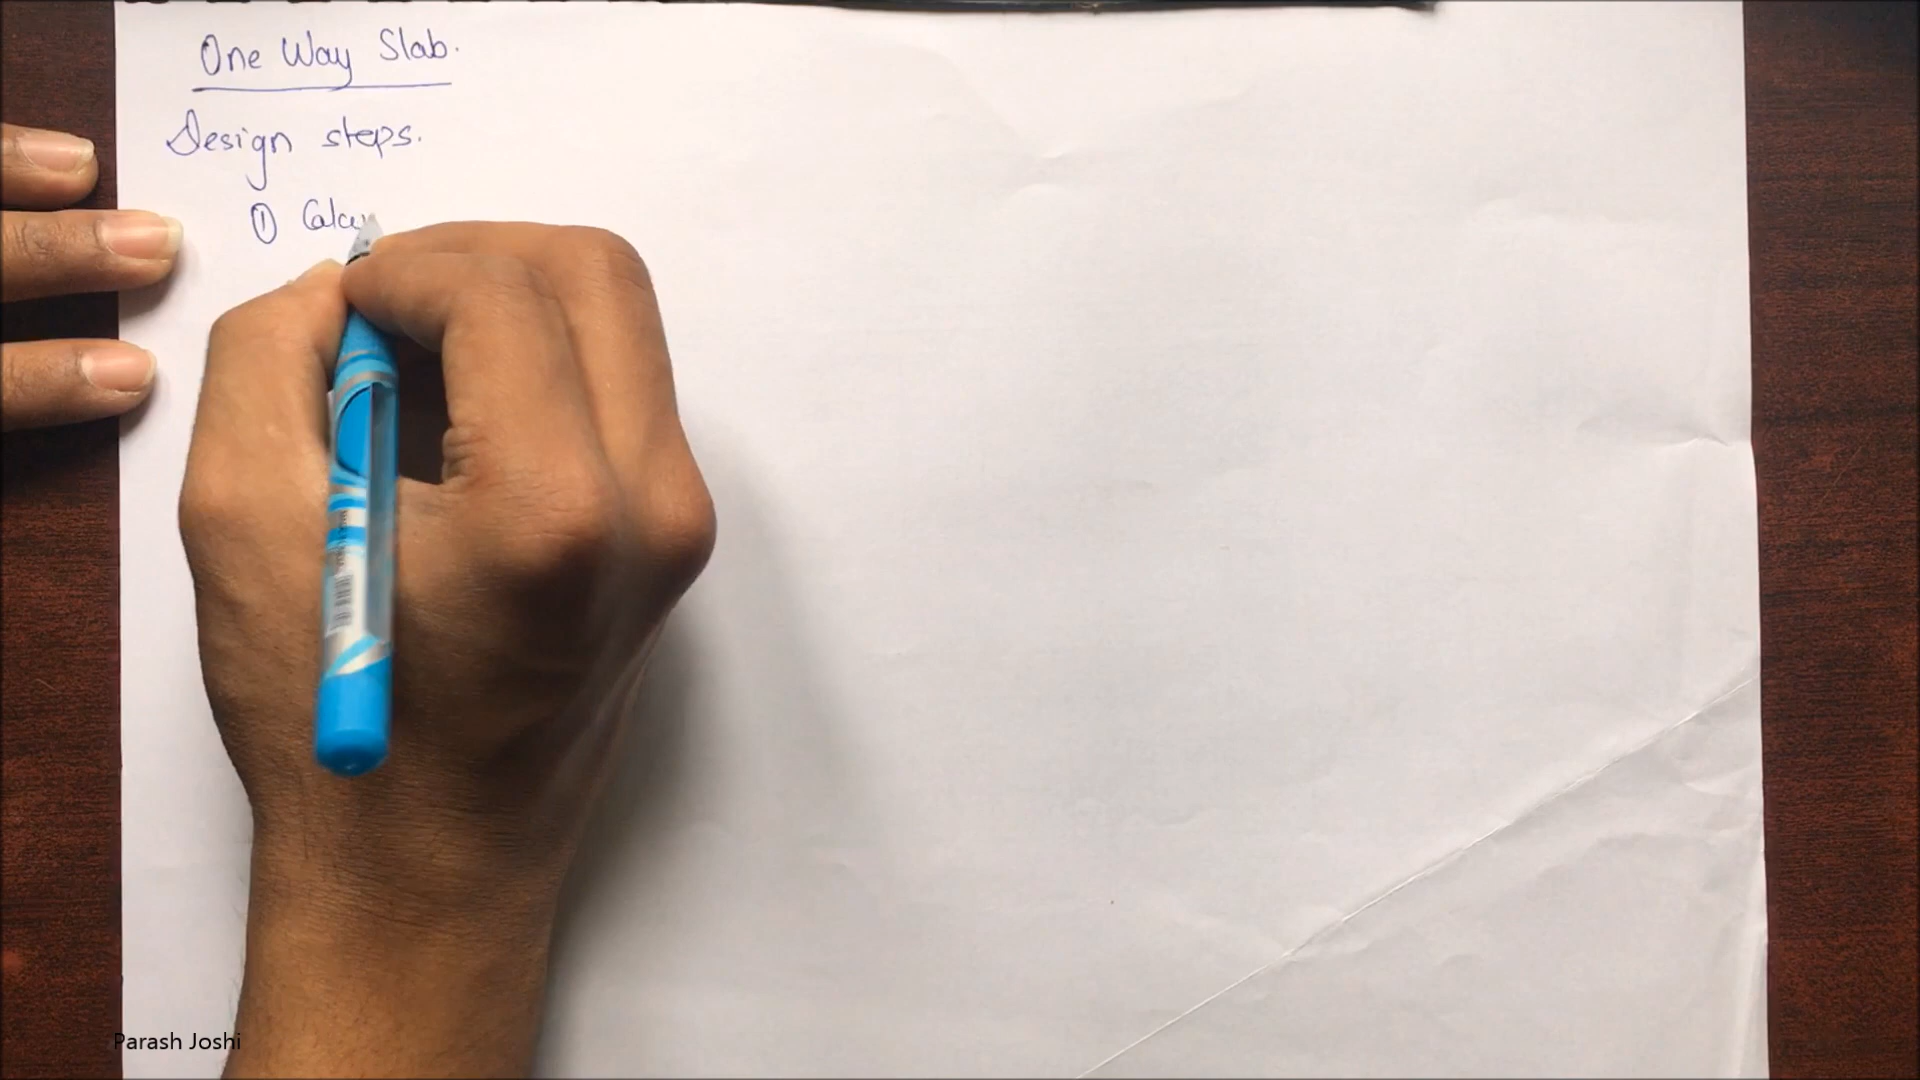 One Way Slab.
Design steps.
① Calcu
Parash Joshi